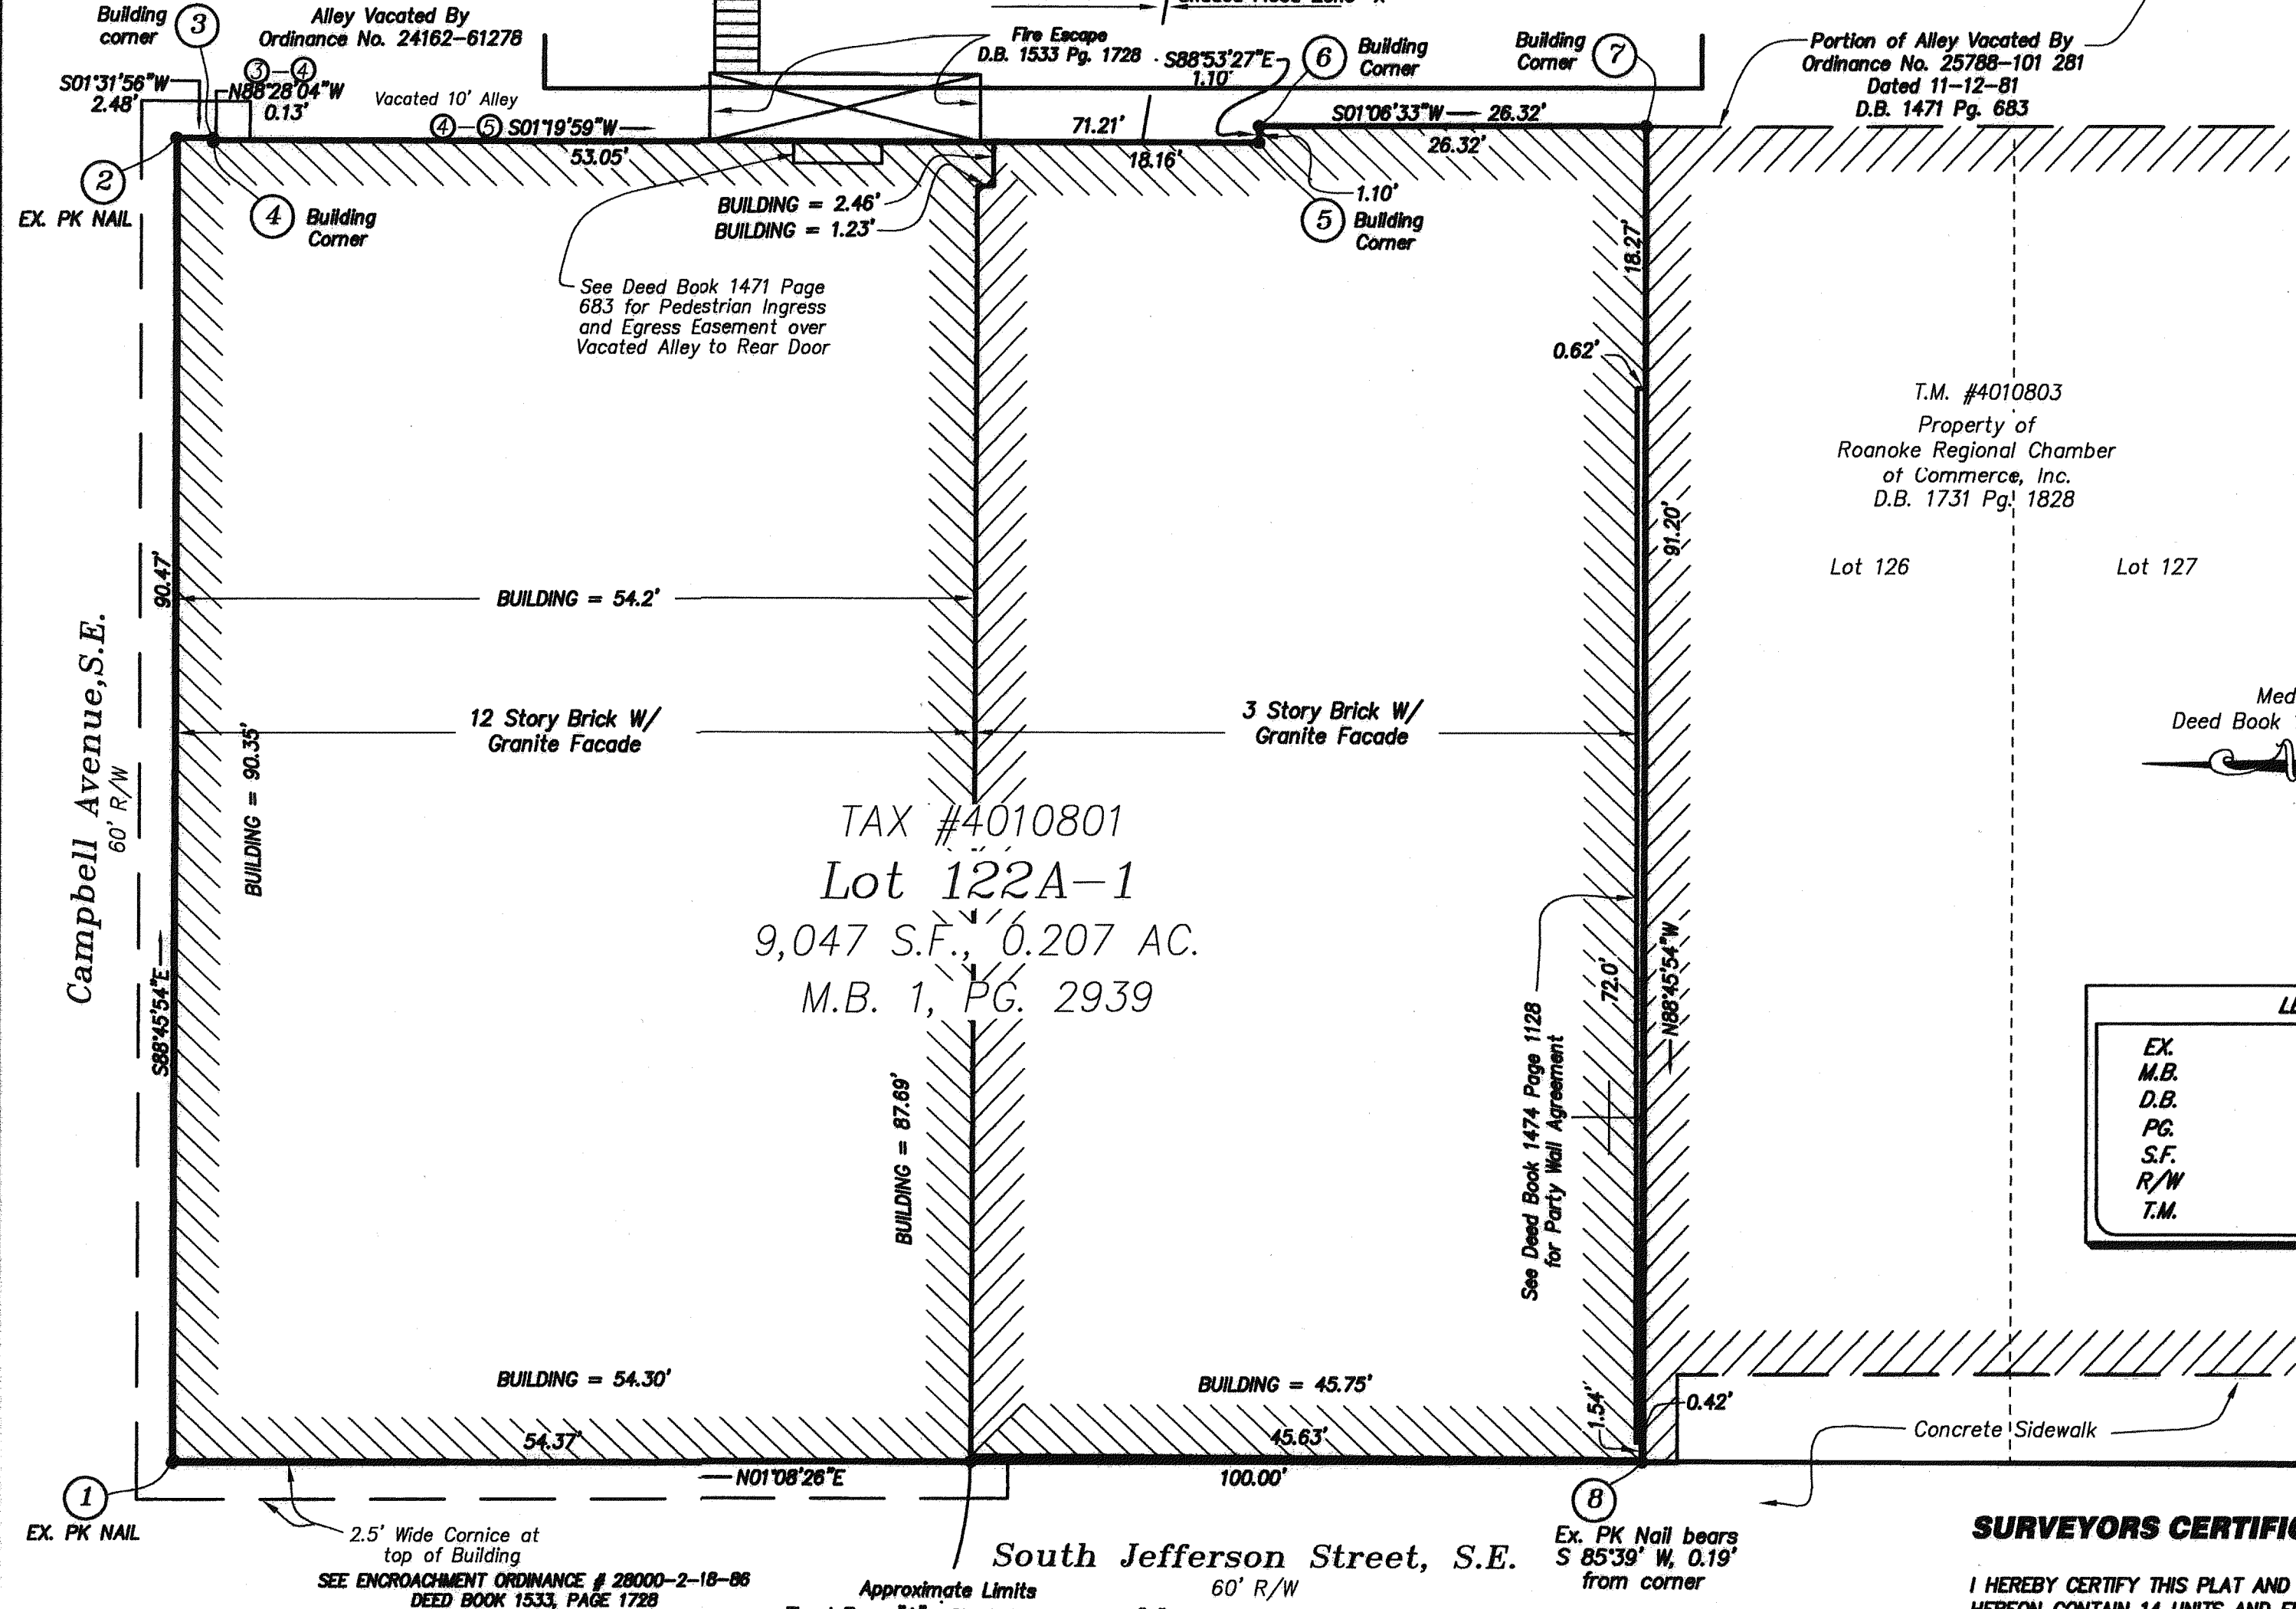 Building
corner
3
Alley Vacated By
Ordinance No. 24162-61278
3 - 4
S01°31'56"W
2.48'
N88°28'04"W
0.13'
Vacated 10' Alley
4 - 5 S01°19'59"W
53.05'
2
EX. PK NAIL
4
Building
Corner
Fire Escape
D.B. 1533 Pg. 1728
S88°53'27"E
1.10'
71.21'
18.16'
6
Building
Corner
Building
Corner
7
S01°06'33"W 26.32'
26.32'
1.10'
5
Building
Corner
Portion of Alley Vacated By
Ordinance No. 25788-101 281
Dated 11-12-81
D.B. 1471 Pg. 683
BUILDING = 2.46'
BUILDING = 1.23'
See Deed Book 1471 Page
683 for Pedestrian Ingress
and Egress Easement over
Vacated Alley to Rear Door
18.27'
0.62'
T.M. #4010803
Property of
Roanoke Regional Chamber
of Commerce, Inc.
D.B. 1731 Pg. 1828
91.20'
Lot 126
Lot 127
90.47'
BUILDING = 54.2'
Campbell Avenue, S.E.
60' R/W
12 Story Brick W/
Granite Facade
3 Story Brick W/
Granite Facade
Med
Deed Book
BUILDING = 90.35'
TAX #4010801
Lot 122A-1
9,047 S.F., 0.207 AC.
M.B. 1, PG. 2939
S88°45'54"E
72.0'
N88°45'54"W
See Deed Book 1474 Page 1128
for Party Wall Agreement
BUILDING = 87.69'
EX.
M.B.
D.B.
PG.
S.F.
R/W
T.M.
BUILDING = 54.30'
BUILDING = 45.75'
1.54'
0.42'
54.37'
45.63'
Concrete Sidewalk
N01°08'26"E
100.00'
1
EX. PK NAIL
8
Ex. PK Nail bears
S 85°39' W, 0.19'
from corner
2.5' Wide Cornice at
top of Building
SEE ENCROACHMENT ORDINANCE # 28000-2-18-86
DEED BOOK 1533, PAGE 1728
South Jefferson Street, S.E.
60' R/W
Approximate Limits
SURVEYORS CERTIFIC
I HEREBY CERTIFY THIS PLAT AND
HEREON CONTAIN 14 UNITS AND